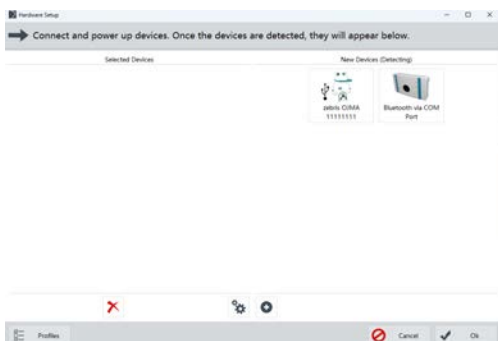 Hardware Setup
Connect and power up devices. Once the devices are detected, they will appear below.
Selected Devices
New Devices (Detecting)
zebris CUMA
11111111
Bluetooth via COM
Port
Profiles
Cancel
Ok